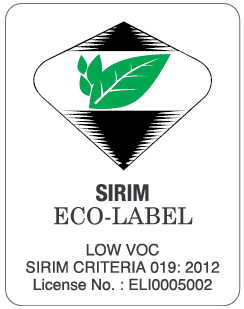 SIRIM
ECO-LABEL
LOW VOC
SIRIM CRITERIA 019: 2012
License No. : ELI0005002